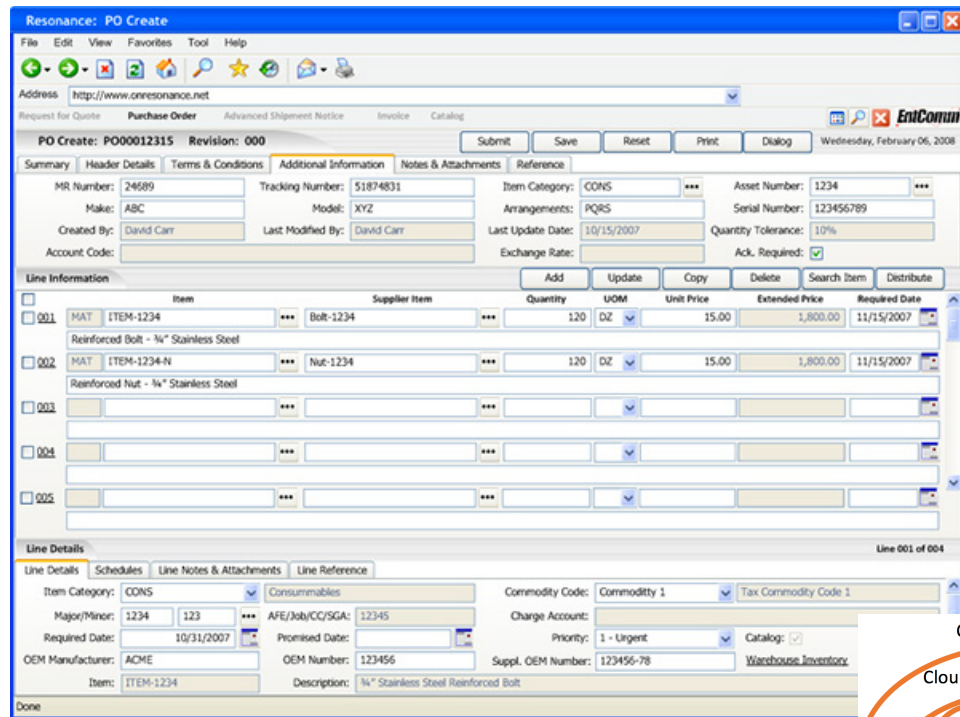 Resonance: PO Create
File Edit View Favorites Tool Help
Address http://www.onresonance.net
Request for Quote Purchase Order Advanced Shipment Notice Invoice Catalog EntComm
PO Create: PO00012315 Revision: 000 Submit Save Reset Print Dialog Wednesday, February 06, 2008
Summary Header Details Terms & Conditions Additional Information Notes & Attachments Reference
MR Number: 24689 Tracking Number: 51874831 Item Category: CONS Asset Number: 1234
Make: ABC Model: XYZ Arrangements: PQRS Serial Number: 123456789
Created By: David Carr Last Modified By: David Carr Last Update Date: 10/15/2007 Quantity Tolerance: 10%
Account Code: Exchange Rate: Ack. Required:
Line Information Add Update Copy Delete Search Item Distribute
Item Supplier Item Quantity UOM Unit Price Extended Price Required Date
001 MAT ITEM-1234 Bolt-1234 120 DZ 15.00 1,800.00 11/15/2007
Reinforced Bolt - ¾" Stainless Steel
002 MAT ITEM-1234-N Nut-1234 120 DZ 15.00 1,800.00 11/15/2007
Reinforced Nut - ¾" Stainless Steel
003
004
005
Line Details Line 001 of 004
Line Details Schedules Line Notes & Attachments Line Reference
Item Category: CONS Consummables Commodity Code: Commoditty 1 Tax Commodity Code 1
Major/Minor: 1234 123 AFE/Job/CC/SGA: 12345 Charge Account:
Required Date: 10/31/2007 Promised Date: Priority: 1 - Urgent Catalog:
OEM Manufacturer: ACME OEM Number: 123456 Suppl. OEM Number: 123456-78 Warehouse Inventory
Item: ITEM-1234 Description: ¾" Stainless Steel Reinforced Bolt
Clou
Done